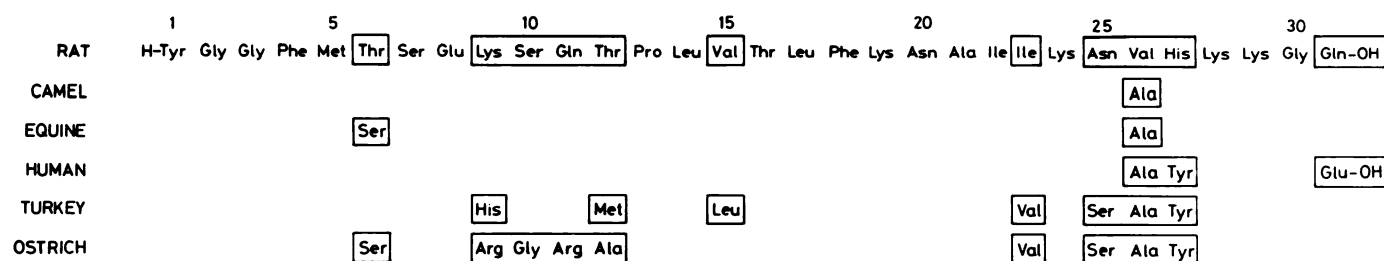 1 5 10 15 20 25 30
RAT H-Tyr Gly Gly Phe Met Thr Ser Glu Lys Ser Gln Thr Pro Leu Val Thr Leu Phe Lys Asn Ala Ile Ile Lys Asn Val His Lys Lys Gly Gln-OH
CAMEL Ala
EQUINE Ser Ala
HUMAN Ala Tyr Glu-OH
TURKEY His Met Leu Val Ser Ala Tyr
OSTRICH Ser Arg Gly Arg Ala Val Ser Ala Tyr